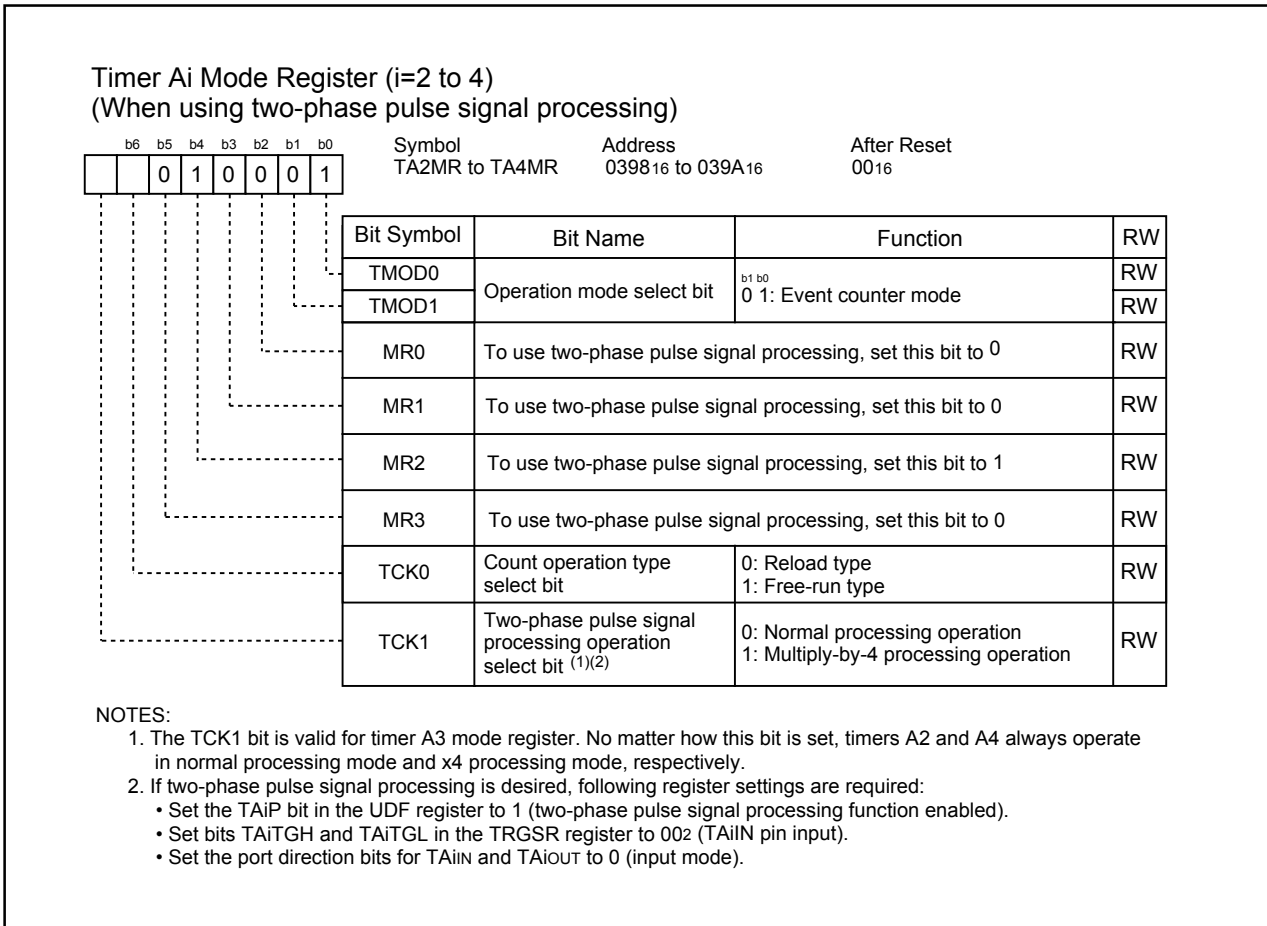 Timer Ai Mode Register (i=2 to 4)
(When using two-phase pulse signal processing)
b6 b5 b4 b3 b2 b1 b0
0 1 0 0 0 1
Symbol Address After Reset
TA2MR to TA4MR 039816 to 039A16 0016
Bit Symbol Bit Name Function RW
TMOD0 Operation mode select bit b1 b0 RW
TMOD1 0 1: Event counter mode RW
MR0 To use two-phase pulse signal processing, set this bit to 0 RW
MR1 To use two-phase pulse signal processing, set this bit to 0 RW
MR2 To use two-phase pulse signal processing, set this bit to 1 RW
MR3 To use two-phase pulse signal processing, set this bit to 0 RW
TCK0 Count operation type 0: Reload type RW
select bit 1: Free-run type
TCK1 Two-phase pulse signal 0: Normal processing operation RW
processing operation 1: Multiply-by-4 processing operation
select bit (1)(2)
NOTES:
1. The TCK1 bit is valid for timer A3 mode register. No matter how this bit is set, timers A2 and A4 always operate
in normal processing mode and x4 processing mode, respectively.
2. If two-phase pulse signal processing is desired, following register settings are required:
• Set the TAiP bit in the UDF register to 1 (two-phase pulse signal processing function enabled).
• Set bits TAiTGH and TAiTGL in the TRGSR register to 002 (TAiIN pin input).
• Set the port direction bits for TAiIN and TAiOUT to 0 (input mode).